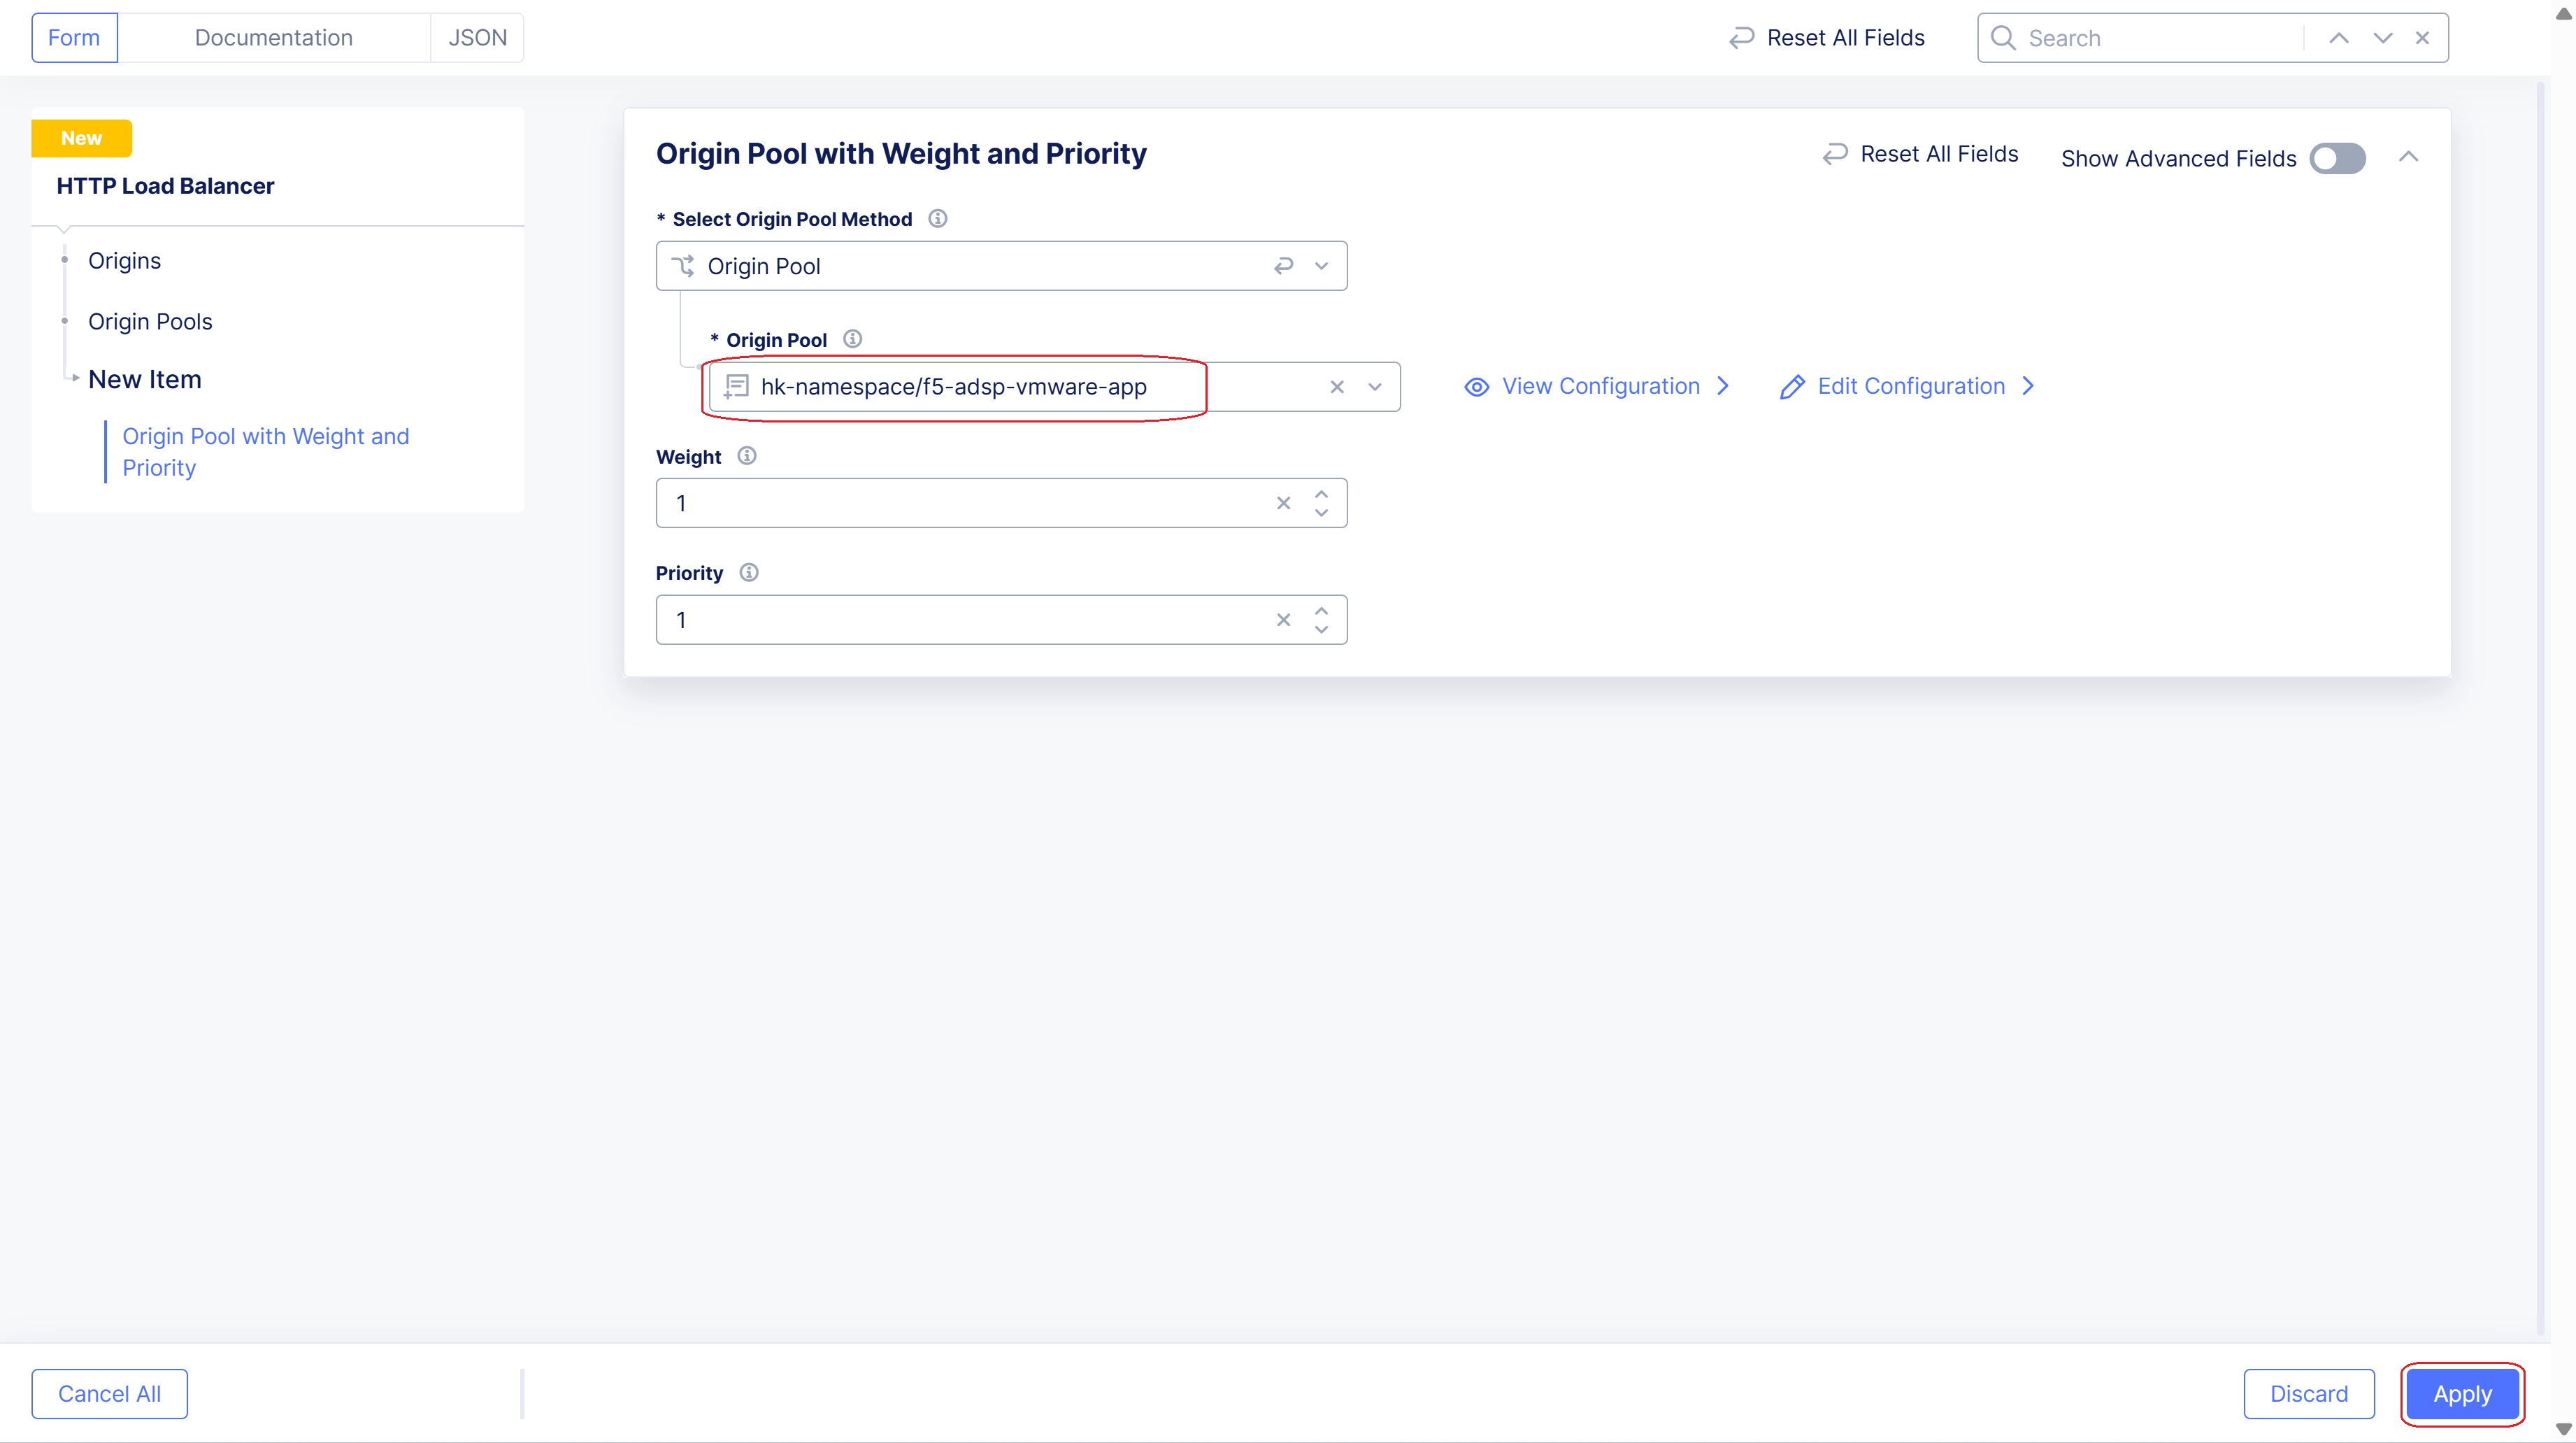 Form
Documentation
JSON
Reset All Fields
Search
New
HTTP Load Balancer
Origins
Origin Pools
New Item
Origin Pool with Weight and
Priority
Origin Pool with Weight and Priority
Reset All Fields
Show Advanced Fields
* Select Origin Pool Method
Origin Pool
* Origin Pool
hk-namespace/f5-adsp-vmware-app
View Configuration
Edit Configuration
Weight
1
Priority
1
Cancel All
Discard
Apply